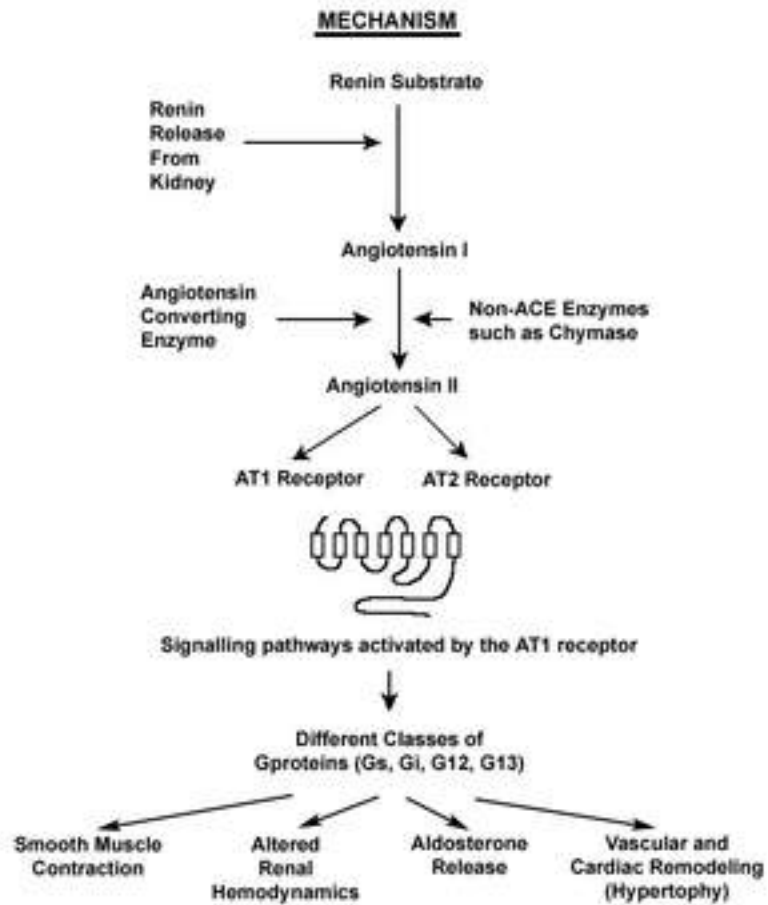 MECHANISM
Renin Substrate
Renin
Release
From
Kidney
Angiotensin I
Angiotensin
Converting
Enzyme
Non-ACE Enzymes
such as Chymase
Angiotensin II
AT1 Receptor
AT2 Receptor
Signalling pathways activated by the AT1 receptor
Different Classes of
Gproteins (Gs, Gi, G12, G13)
Smooth Muscle
Contraction
Altered
Renal
Hemodynamics
Aldosterone
Release
Vascular and
Cardiac Remodeling
(Hypertophy)